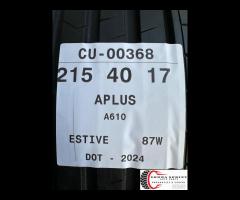 CU-00368
215 40 17
APLUS
A610
ESTIVE 87W
DOT - 2024